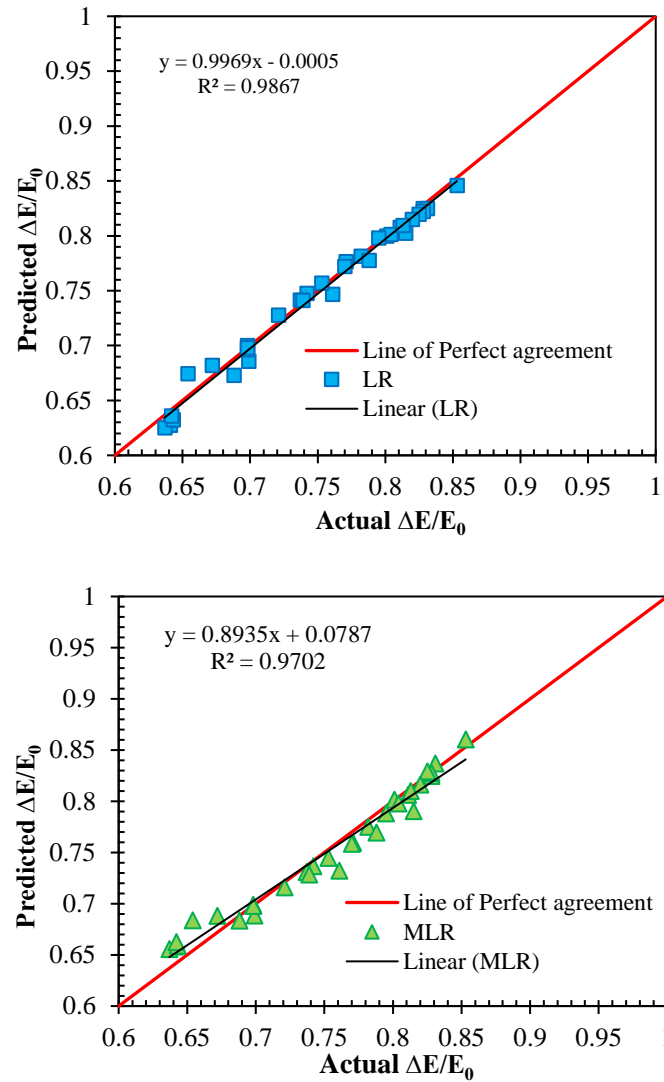 1
0.95
0.9
0.85
0.8
0.75
0.7
0.65
0.6
Predicted ΔE/E₀
y = 0.9969x - 0.0005
R² = 0.9867
Line of Perfect agreement
LR
Linear (LR)
0.6 0.65 0.7 0.75 0.8 0.85 0.9 0.95 1
Actual ΔE/E₀
1
0.95
0.9
0.85
0.8
0.75
0.7
0.65
0.6
Predicted ΔE/E₀
y = 0.8935x + 0.0787
R² = 0.9702
Line of Perfect agreement
MLR
Linear (MLR)
0.6 0.65 0.7 0.75 0.8 0.85 0.9 0.95 1
Actual ΔE/E₀